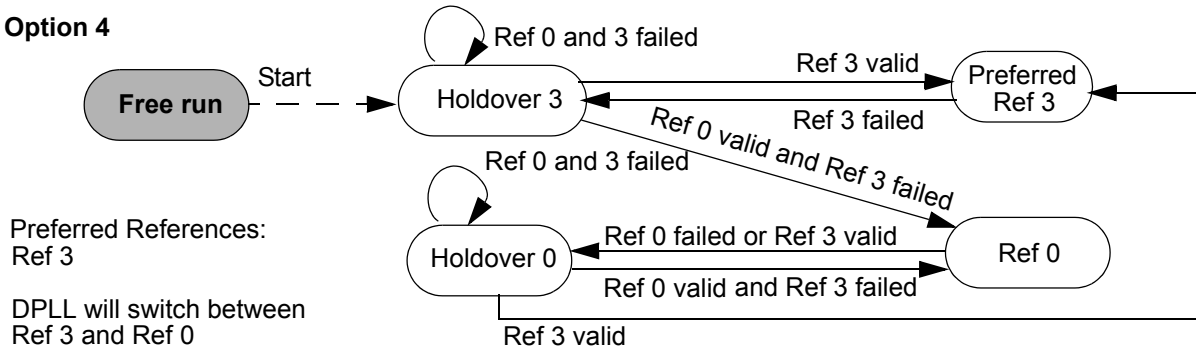 Option 4
Ref 0 and 3 failed
Start
Free run
Holdover 3
Ref 3 valid
Preferred
Ref 3
Ref 3 failed
Ref 0 valid and Ref 3 failed
Ref 0 and 3 failed
Preferred References:
Ref 3
Holdover 0
Ref 0 failed or Ref 3 valid
Ref 0
Ref 0 valid and Ref 3 failed
DPLL will switch between
Ref 3 and Ref 0
Ref 3 valid